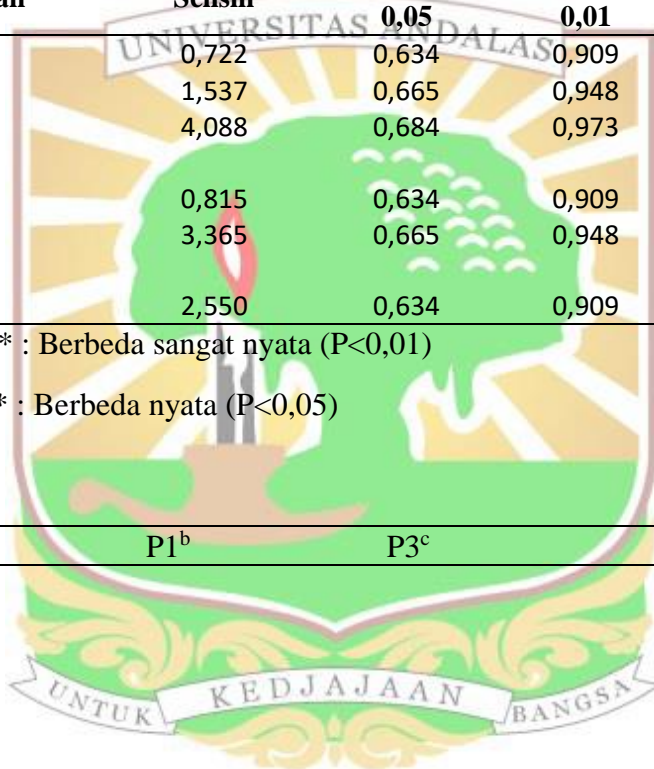 Selisih
0,05 0,01
UNIVERSITAS ANDALAS
0,722 0,634 0,909
1,537 0,665 0,948
4,088 0,684 0,973
0,815 0,634 0,909
3,365 0,665 0,948
2,550 0,634 0,909
* : Berbeda sangat nyata (P<0,01)
* : Berbeda nyata (P<0,05)
P1ᵇ P3ᶜ
UNTUK KEDJAJAAN BANGSA